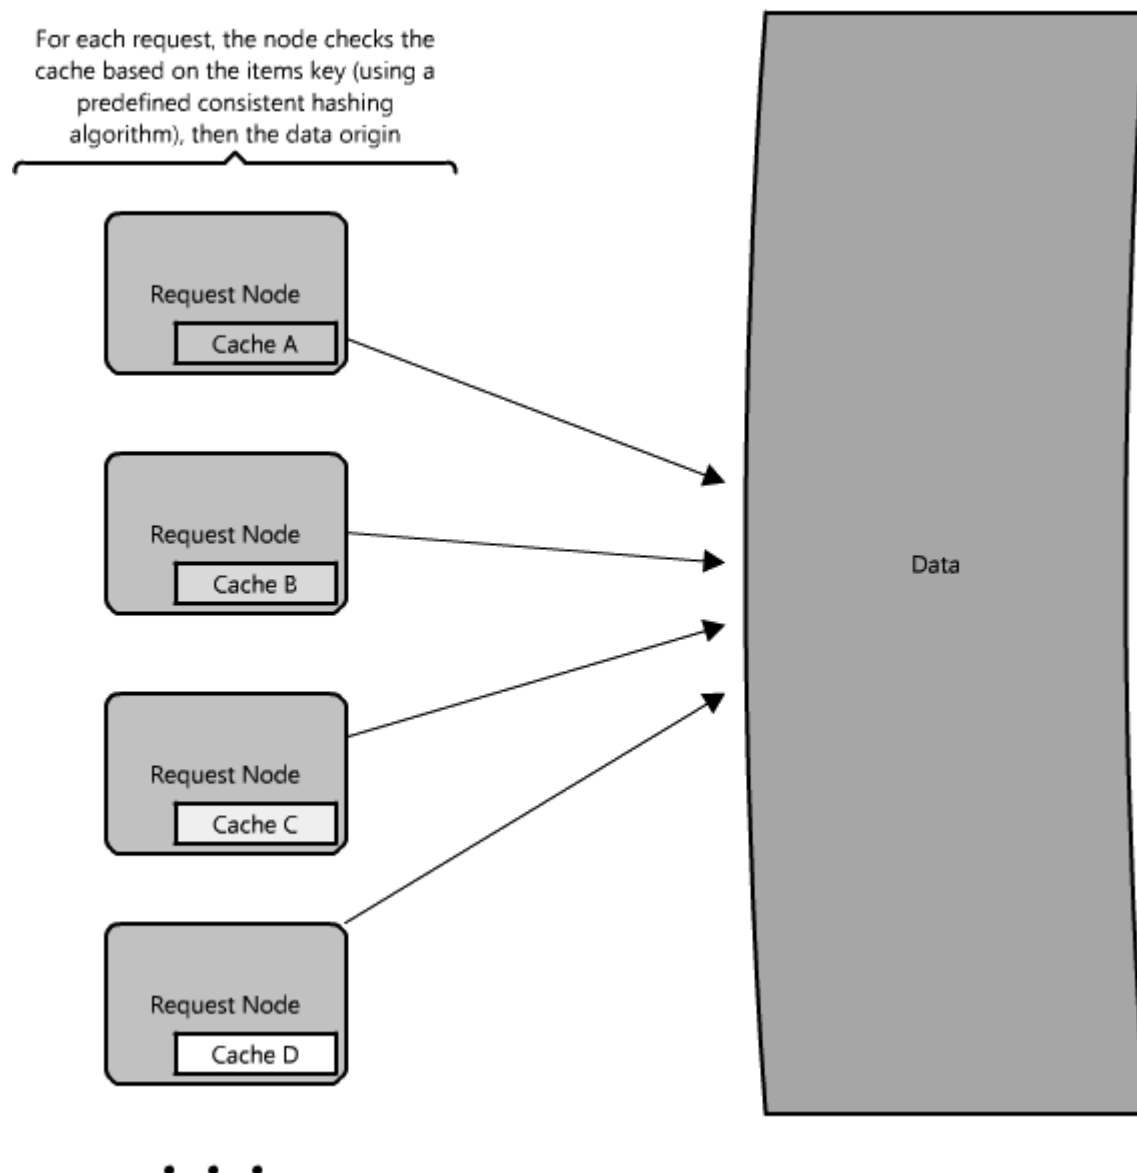 For each request, the node checks the
cache based on the items key (using a
predefined consistent hashing
algorithm), then the data origin
Request Node
Cache A
Request Node
Cache B
Data
Request Node
Cache C
Request Node
Cache D